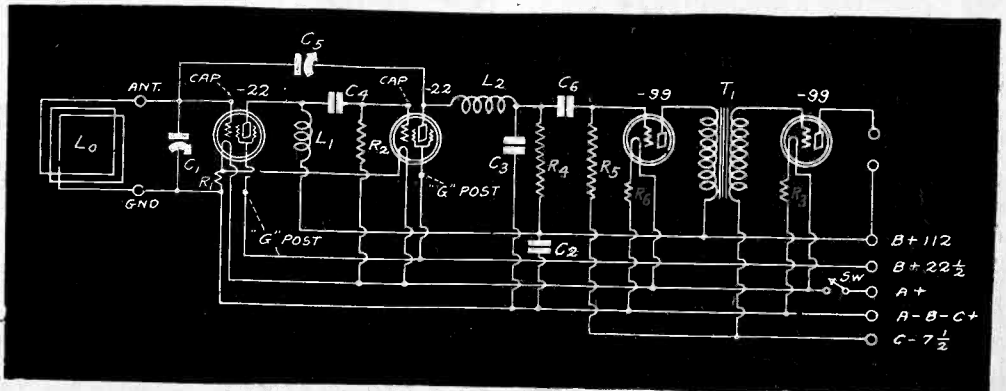 C5
CAP
-22
C4
CAP
-22
L2
C6
-99
T1
-99
ANT.
L0
C1
R1
L1
R2
C3
R4
R5
R6
R3
GND
"G" POST
"G" POST
C2
B+112
B+22½
SW
A+
A-B-C+
C-7½